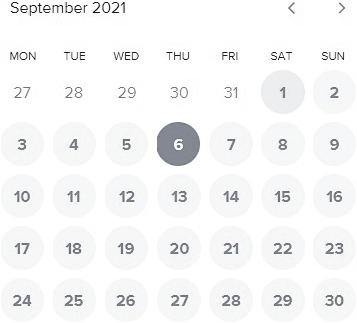 September 2021
MON TUE WED THU FRI SAT SUN
27 28 29 30 31 1 2
3 4 5 6 7 8 9
10 11 12 13 14 15 16
17 18 19 20 21 22 23
24 25 26 27 28 29 30